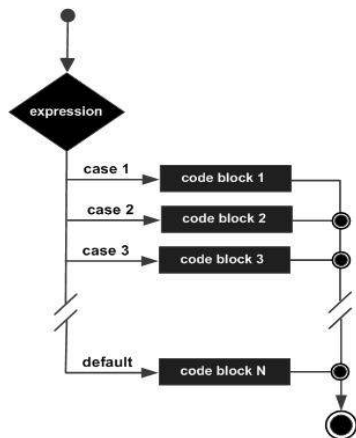 expression
case 1
code block 1
case 2
code block 2
case 3
code block 3
default
code block N